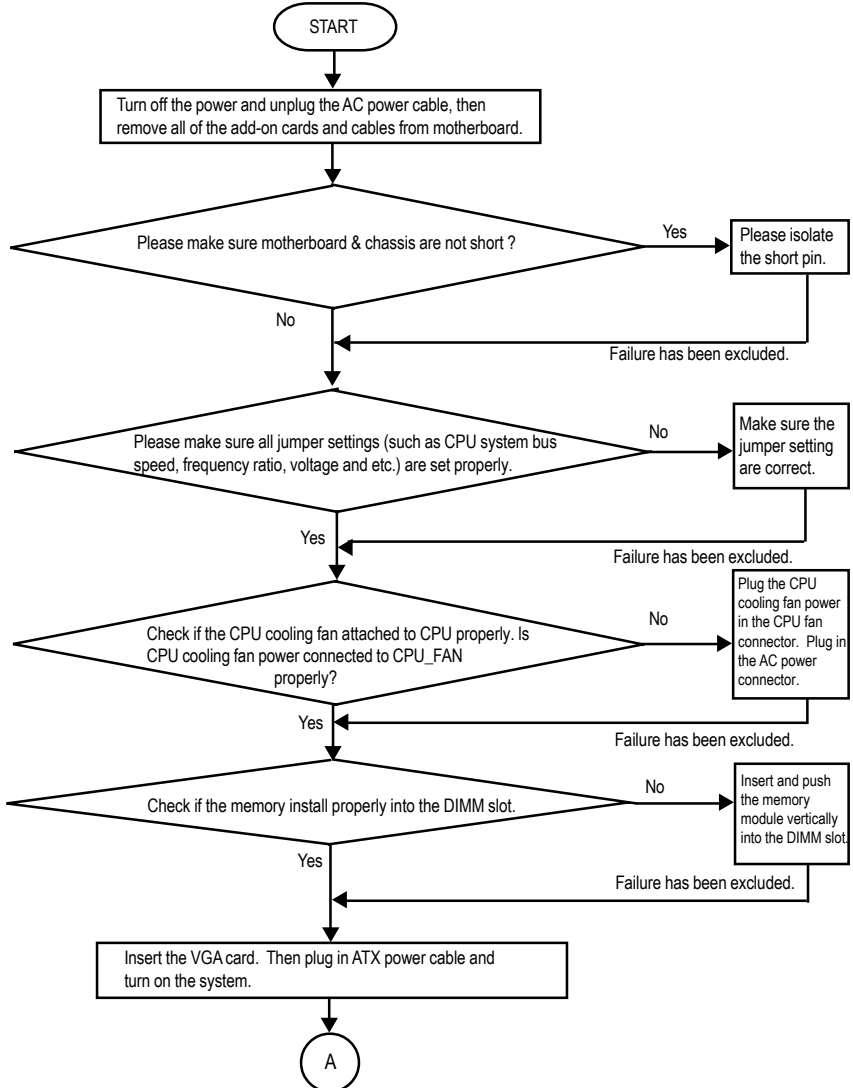 START
Turn off the power and unplug the AC power cable, then
remove all of the add-on cards and cables from motherboard.
Please make sure motherboard & chassis are not short ?
Yes
Please isolate
the short pin.
No
Failure has been excluded.
Please make sure all jumper settings (such as CPU system bus
speed, frequency ratio, voltage and etc.) are set properly.
No
Make sure the
jumper setting
are correct.
Yes
Failure has been excluded.
Check if the CPU cooling fan attached to CPU properly. Is
CPU cooling fan power connected to CPU_FAN
properly?
No
Plug the CPU
cooling fan power
in the CPU fan
connector. Plug in
the AC power
connector.
Yes
Failure has been excluded.
Check if the memory install properly into the DIMM slot.
No
Insert and push
the memory
module vertically
into the DIMM slot.
Yes
Failure has been excluded.
Insert the VGA card. Then plug in ATX power cable and
turn on the system.
A